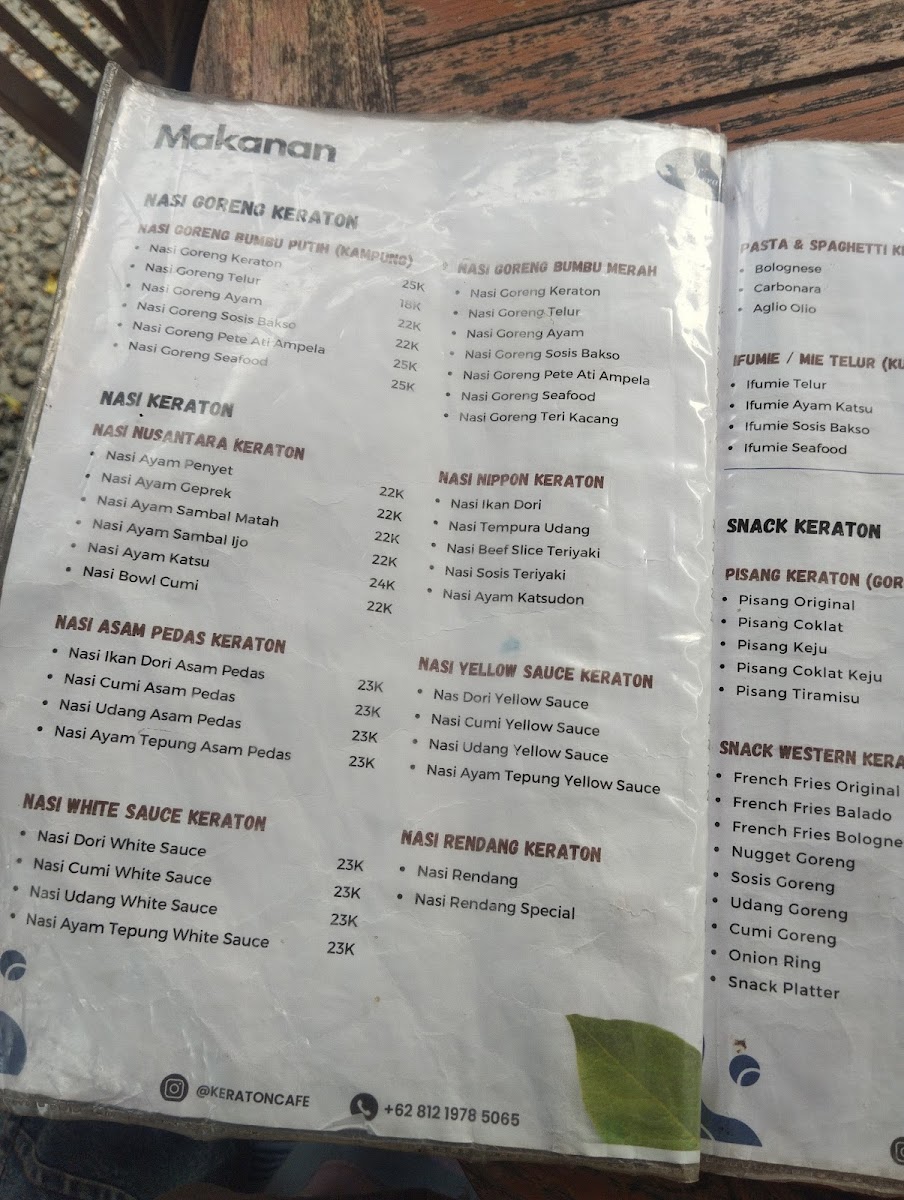 Makanan
NASI GORENG KERATON
NASI GORENG BUMBU PUTIH (KAMPUNG)
• Nasi Goreng Keraton 25K
• Nasi Goreng Telur 18K
• Nasi Goreng Ayam 22K
• Nasi Goreng Sosis Bakso 22K
• Nasi Goreng Pete Ati Ampela 25K
• Nasi Goreng Seafood 25K
NASI GORENG BUMBU MERAH
• Nasi Goreng Keraton
• Nasi Goreng Telur
• Nasi Goreng Ayam
• Nasi Goreng Sosis Bakso
• Nasi Goreng Pete Ati Ampela
• Nasi Goreng Seafood
• Nasi Goreng Teri Kacang
NASI KERATON
NASI NUSANTARA KERATON
• Nasi Ayam Penyet 22K
• Nasi Ayam Geprek 22K
• Nasi Ayam Sambal Matah 22K
• Nasi Ayam Sambal Ijo 22K
• Nasi Ayam Katsu 24K
• Nasi Bowl Cumi 22K
NASI NIPPON KERATON
• Nasi Ikan Dori
• Nasi Tempura Udang
• Nasi Beef Slice Teriyaki
• Nasi Sosis Teriyaki
• Nasi Ayam Katsudon
NASI ASAM PEDAS KERATON
• Nasi Ikan Dori Asam Pedas 23K
• Nasi Cumi Asam Pedas 23K
• Nasi Udang Asam Pedas 23K
• Nasi Ayam Tepung Asam Pedas 23K
NASI YELLOW SAUCE KERATON
• Nas Dori Yellow Sauce
• Nasi Cumi Yellow Sauce
• Nasi Udang Yellow Sauce
• Nasi Ayam Tepung Yellow Sauce
NASI WHITE SAUCE KERATON
• Nasi Dori White Sauce 23K
• Nasi Cumi White Sauce 23K
• Nasi Udang White Sauce 23K
• Nasi Ayam Tepung White Sauce 23K
NASI RENDANG KERATON
• Nasi Rendang
• Nasi Rendang Special
@KERATONCAFE
+62 812 1978 5065
PASTA & SPAGHETTI
• Bolognese
• Carbonara
• Aglio Olio
IFUMIE / MIE TELUR
• Ifumie Telur
• Ifumie Ayam Katsu
• Ifumie Sosis Bakso
• Ifumie Seafood
SNACK KERATON
PISANG KERATON
• Pisang Original
• Pisang Coklat
• Pisang Keju
• Pisang Coklat Keju
• Pisang Tiramisu
SNACK WESTERN
• French Fries Original
• French Fries Balado
• French Fries
• Nugget Goreng
• Sosis Goreng
• Udang Goreng
• Cumi Goreng
• Onion Ring
• Snack Platter